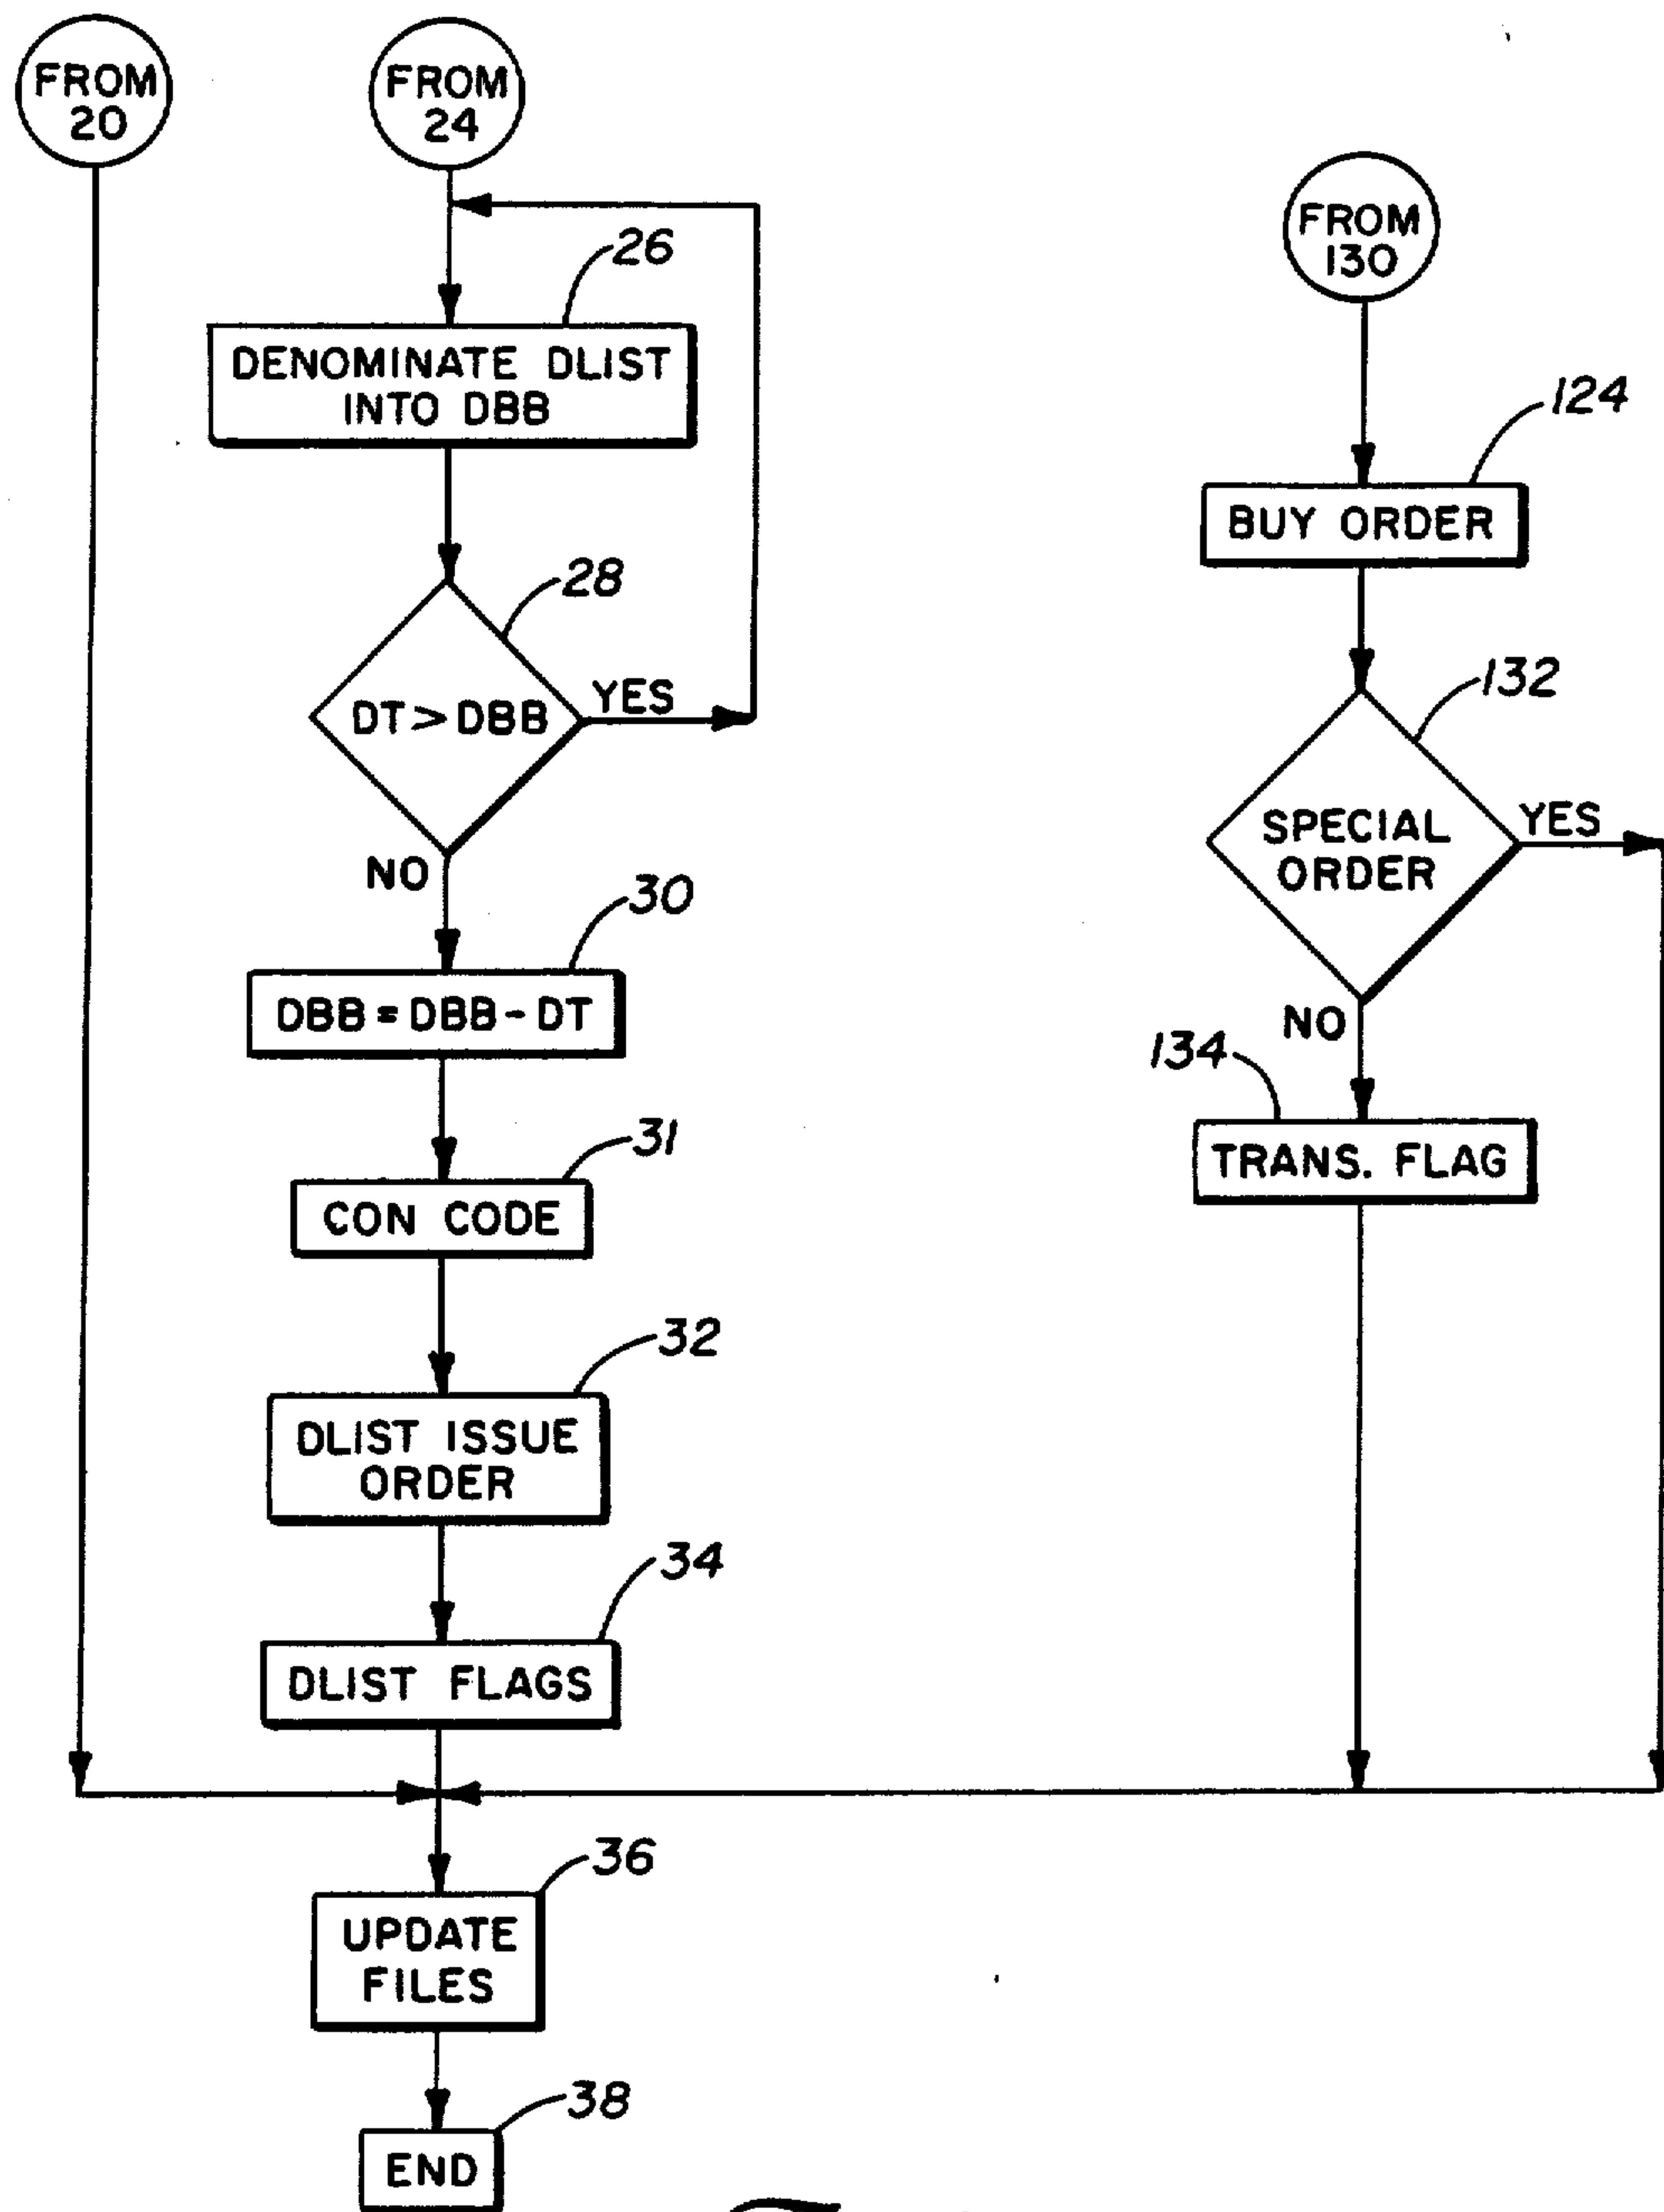 FROM
20
FROM
24
26
DENOMINATE DLIST
INTO DBB
28
DT > DBB
YES
NO
30
DBB = DBB - DT
31
CON CODE
32
DLIST ISSUE
ORDER
34
DLIST FLAGS
36
UPDATE
FILES
38
END
FROM
130
124
BUY ORDER
132
SPECIAL
ORDER
YES
NO
134
TRANS. FLAG